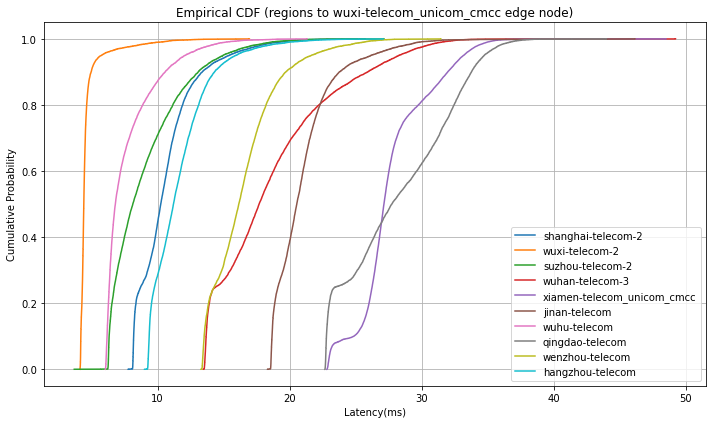 Empirical CDF (regions to wuxi-telecom_unicom_cmcc edge node)
1.0
0.8
0.6
0.4
0.2
0.0
Cumulative Probability
10
20
30
40
50
Latency(ms)
shanghai-telecom-2
wuxi-telecom-2
suzhou-telecom-2
wuhan-telecom-3
xiamen-telecom_unicom_cmcc
jinan-telecom
wuhu-telecom
qingdao-telecom
wenzhou-telecom
hangzhou-telecom